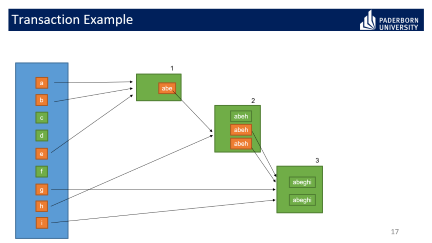 Transaction Example
PADERBORN
UNIVERSITY
1
a
abe
b
2
c
abeh
d
abeh
e
abeh
3
f
abeghi
g
abeghi
h
i
17